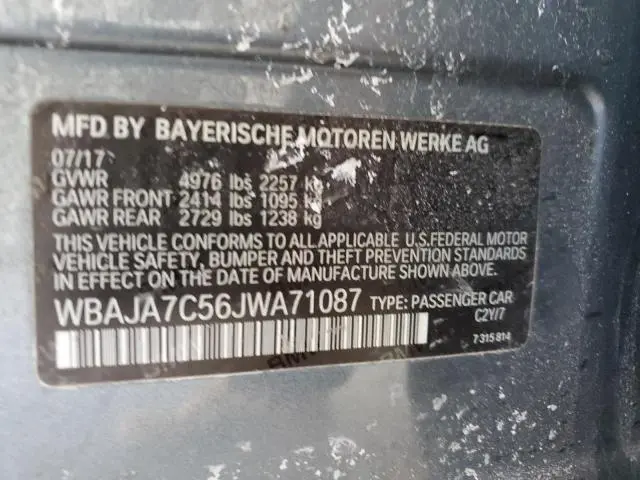 MFD BY BAYERISCHE MOTOREN WERKE AG
07/17
GVWR 4976 lbs 2257 kg
GAWR FRONT 2414 lbs 1095 kg
GAWR REAR 2729 lbs 1238 kg
THIS VEHICLE CONFORMS TO ALL APPLICABLE U.S.FEDERAL MOTOR
VEHICLE SAFETY, BUMPER AND THEFT PREVENTION STANDARDS
IN EFFECT ON THE DATE OF MANUFACTURE SHOWN ABOVE.
WBAJA7C56JWA71087 TYPE: PASSENGER CAR
C2Y/7
7315814